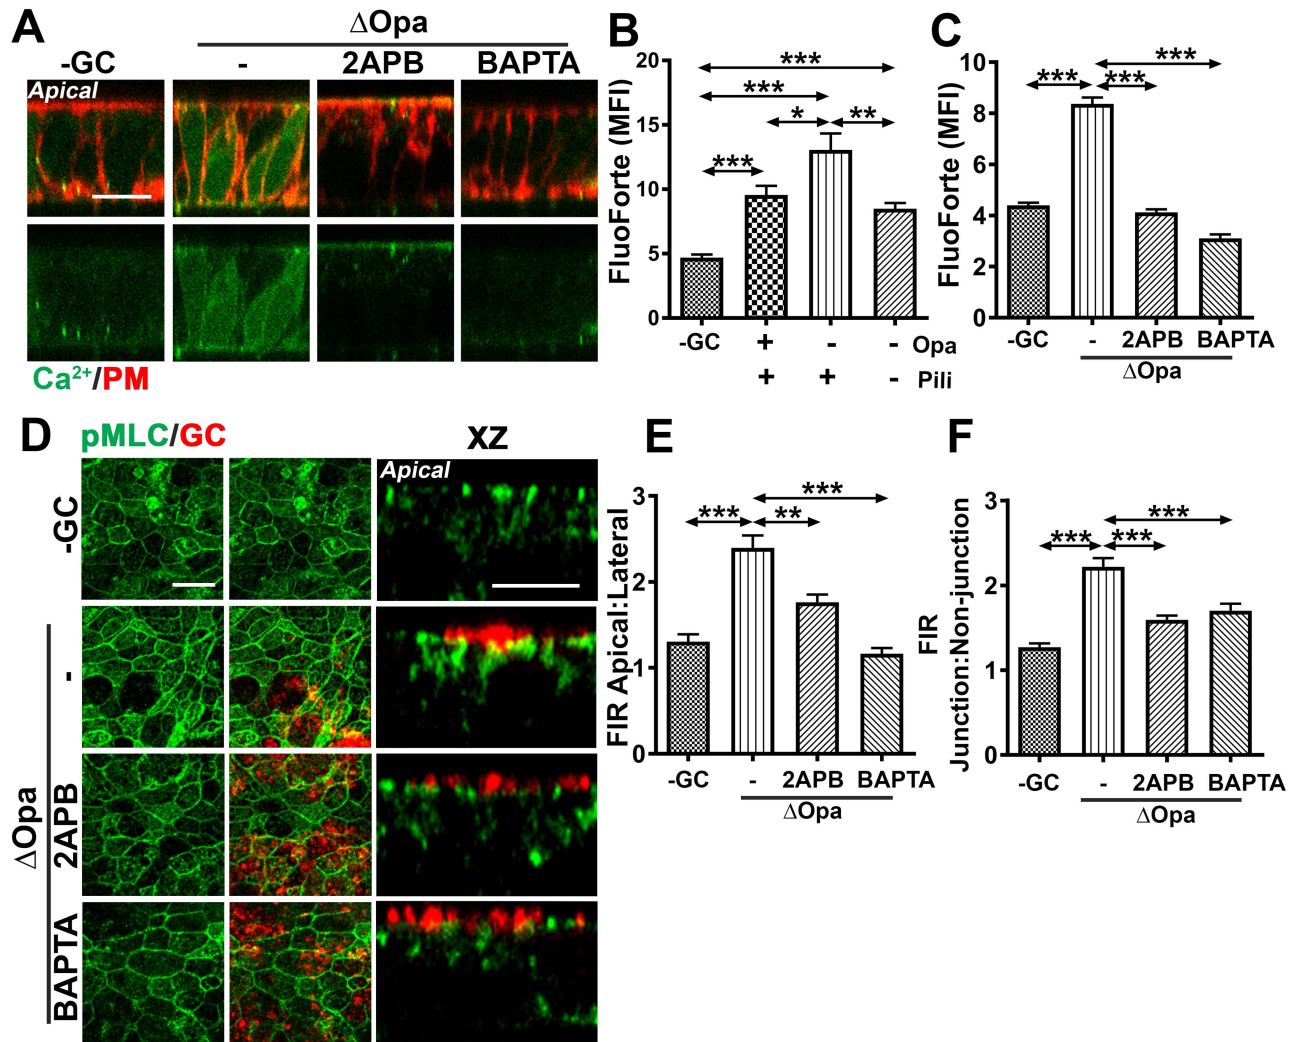 A
ΔOpa
-GC
-
2APB
BAPTA
Apical
Ca²⁺/PM
B
FluoForte (MFI)
20
15
10
5
0
***
***
*
**
***
-GC
+
-
-
Opa
+
+
-
Pili
C
FluoForte (MFI)
10
8
6
4
2
0
***
***
***
-GC
-
2APB
BAPTA
ΔOpa
D
pMLC/GC
XZ
Apical
-GC
-
2APB
BAPTA
ΔOpa
E
FIR Apical:Lateral
3
2
1
0
***
***
**
-GC
-
2APB
BAPTA
ΔOpa
F
FIR
Junction:Non-junction
3
2
1
0
***
***
***
-GC
-
2APB
BAPTA
ΔOpa